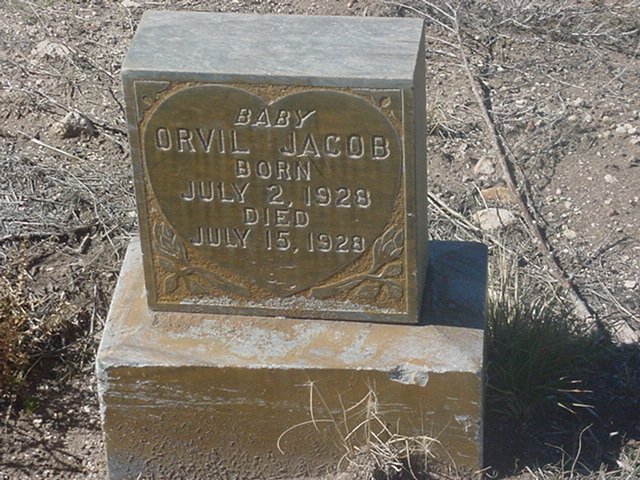 BABY
ORVIL JACOB
BORN
JULY 2, 1928
DIED
JULY 15, 1928